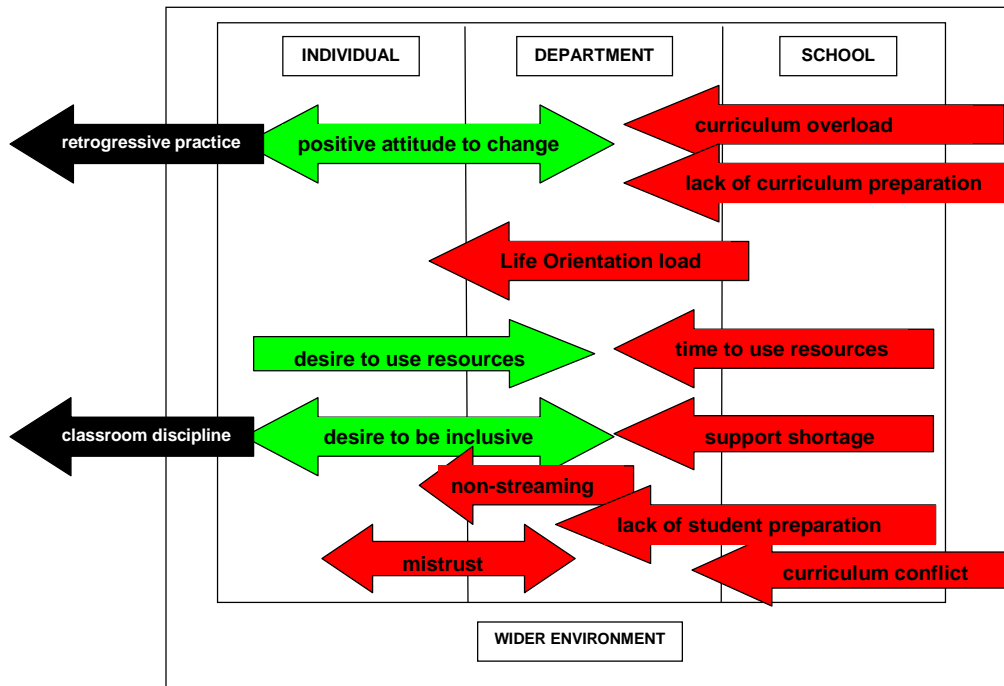 INDIVIDUAL
DEPARTMENT
SCHOOL
retrogressive practice
positive attitude to change
curriculum overload
lack of curriculum preparation
Life Orientation load
desire to use resources
time to use resources
classroom discipline
desire to be inclusive
support shortage
non-streaming
lack of student preparation
mistrust
curriculum conflict
WIDER ENVIRONMENT